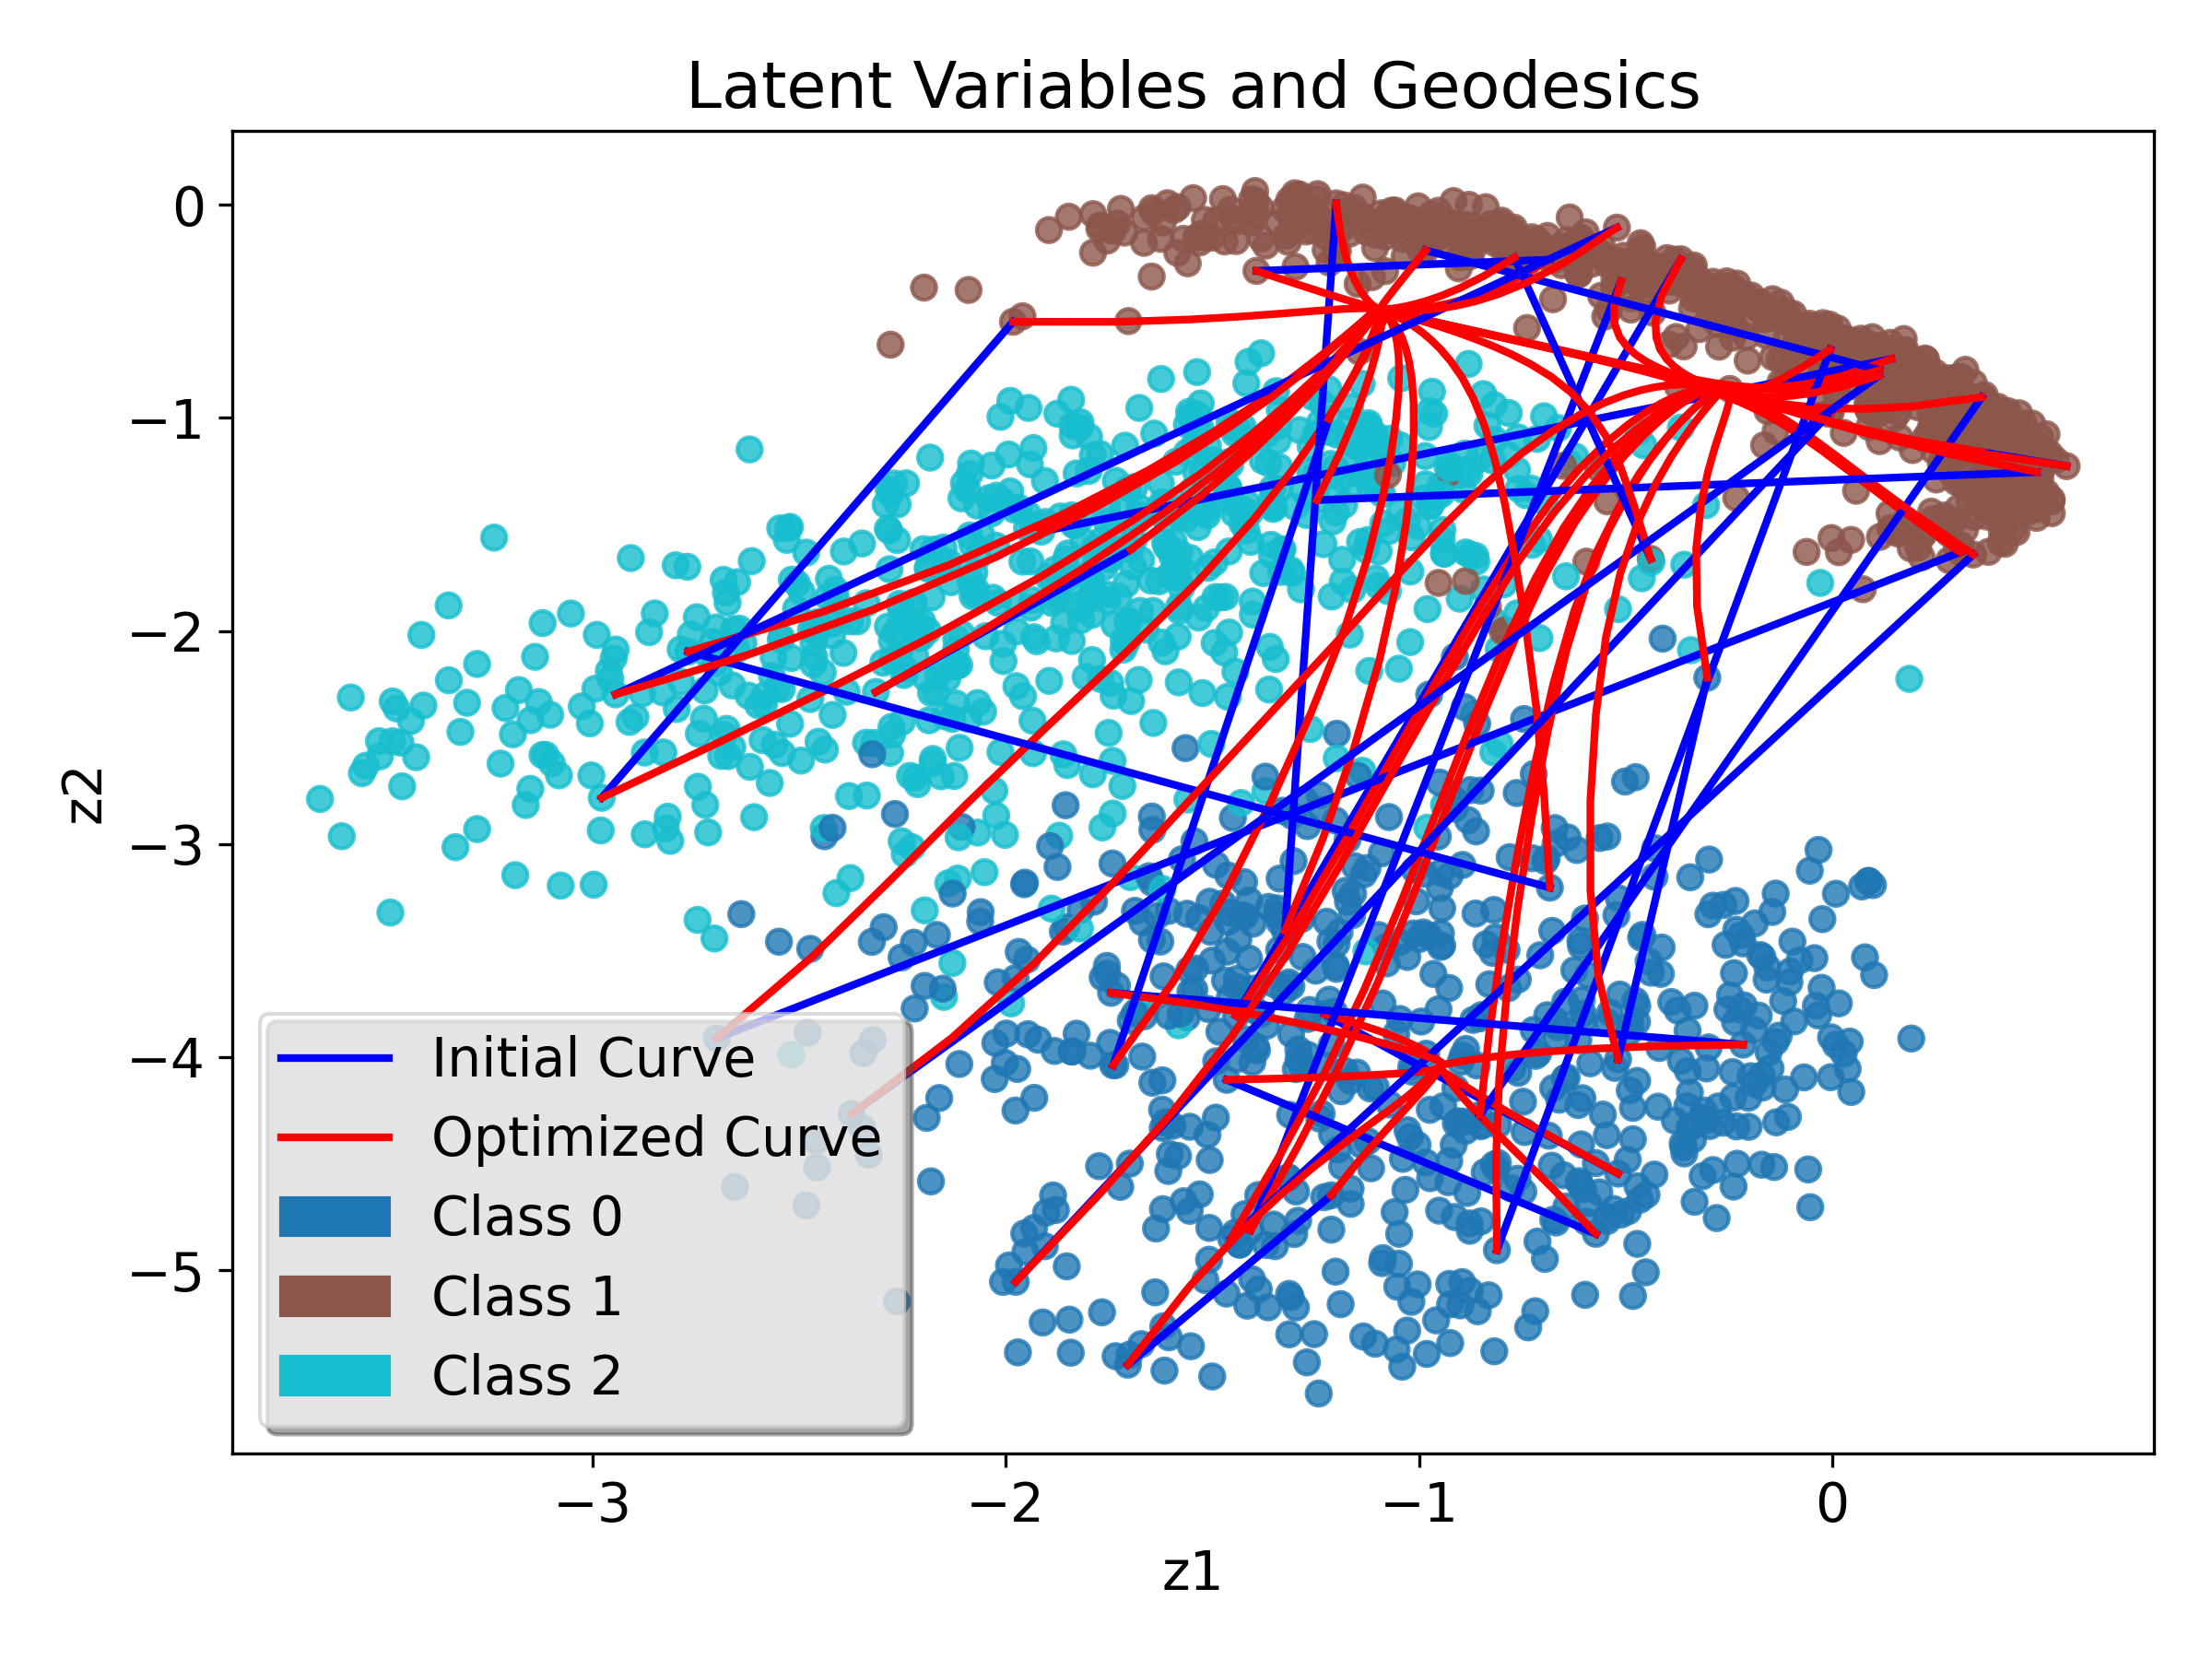 Latent Variables and Geodesics
0
−1
−2
−3
−4
−5
z2
Initial Curve
Optimized Curve
Class 0
Class 1
Class 2
−3 −2 −1 0
z1